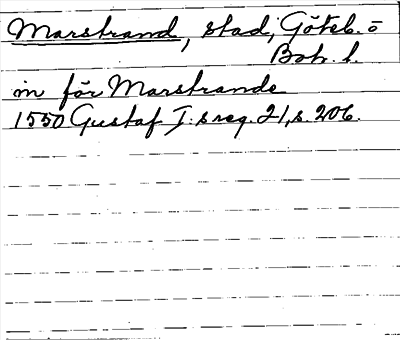 Marstrand, stad, Göteb. o
Boh. l.
in för Marstrande
1550 Gustaf I:s reg. 21, s. 206.